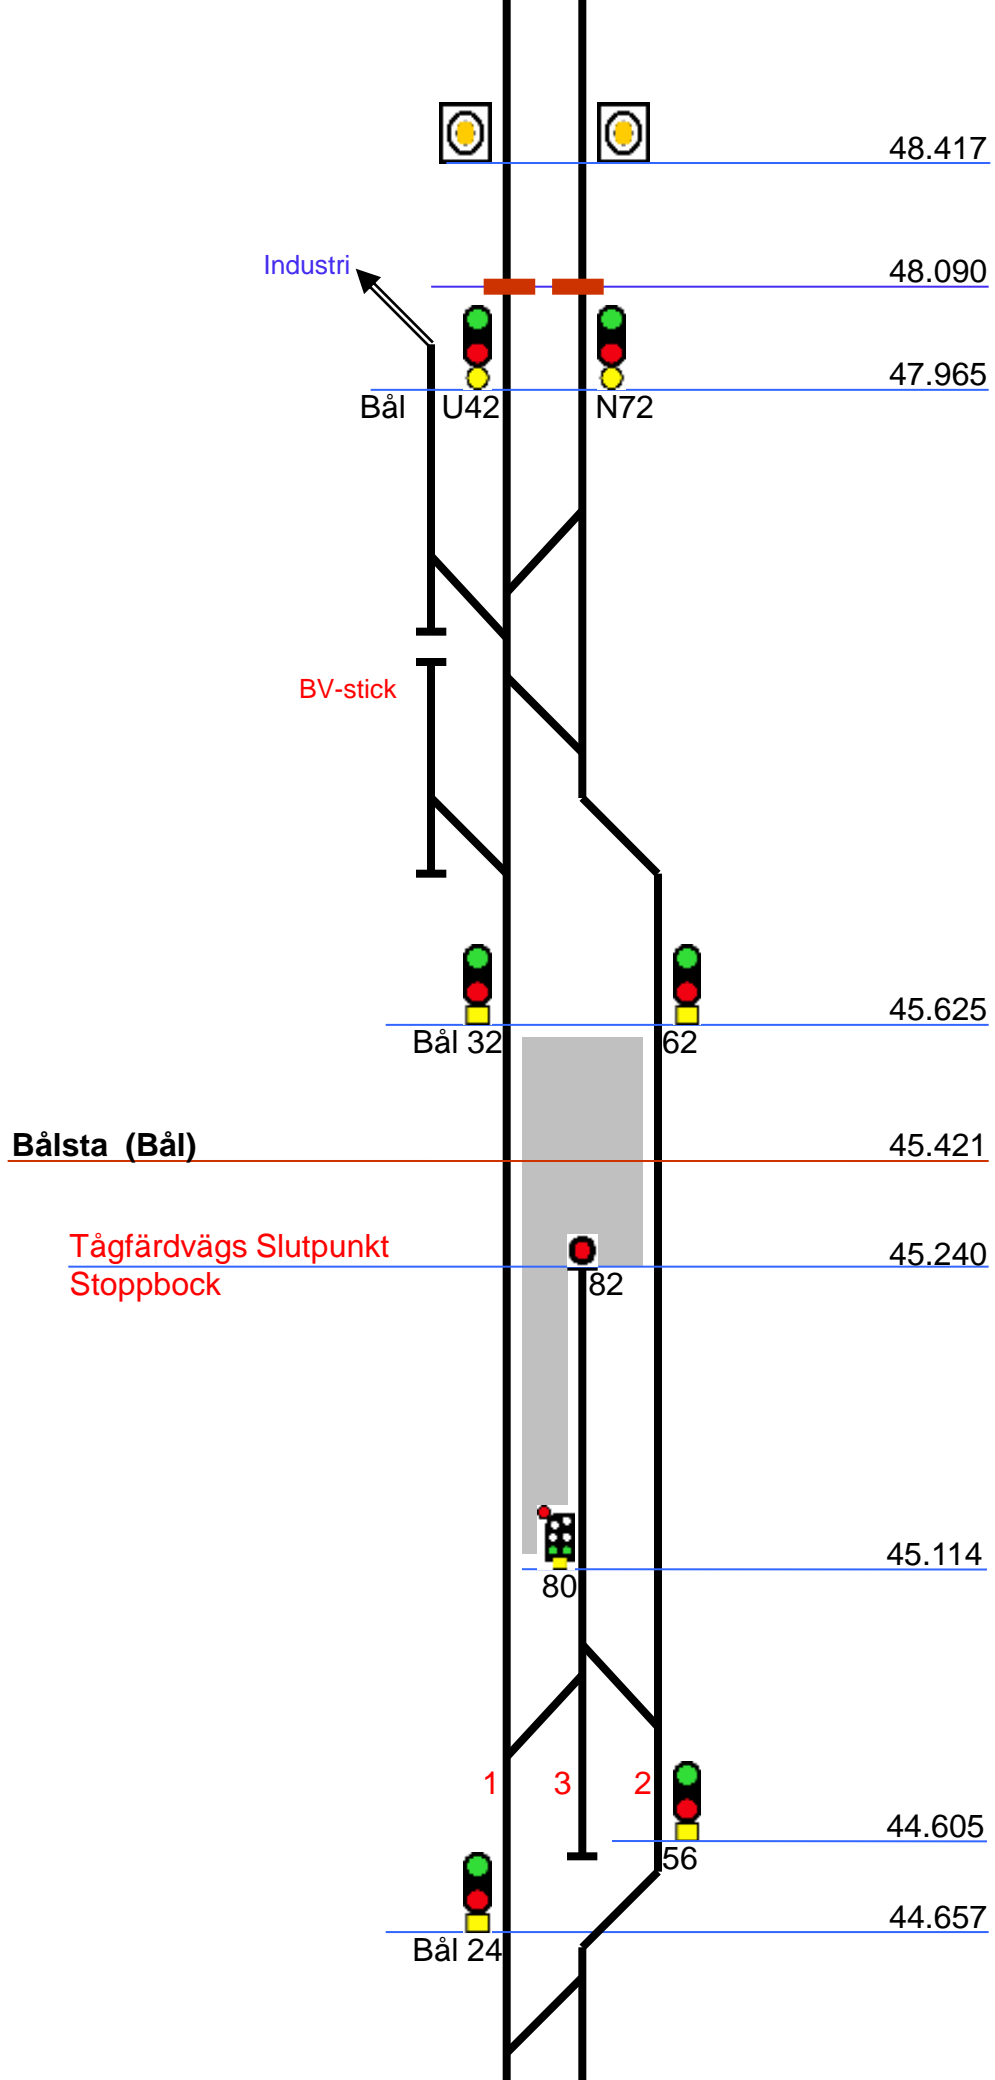 48.417
Industri
48.090
47.965
Bål U42 N72
BV-stick
45.625
Bål 32 62
Bålsta (Bål) 45.421
Tågfärdvägs Slutpunkt 45.240
Stoppbock 82
45.114
80
1 3 2
44.605
56
44.657
Bål 24